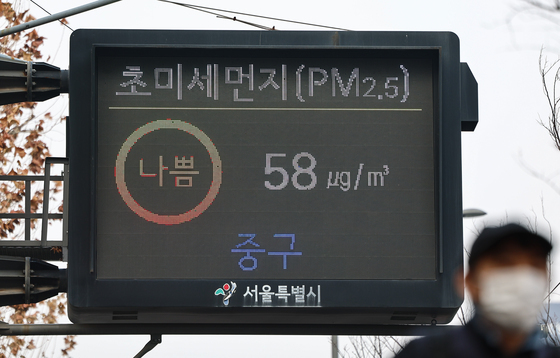 초미세먼지(PM2.5)
나쁨 58 μg/㎥
중구
서울특별시